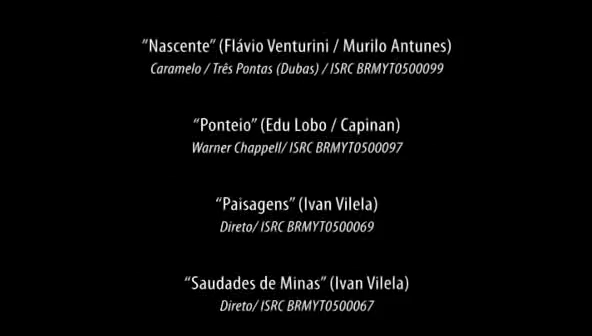 “Nascente” (Flávio Venturini / Murilo Antunes)
Caramelo / Três Pontas (Dubas) / ISRC BRMYT0500099
“Ponteio” (Edu Lobo / Capinan)
Warner Chappell/ ISRC BRMYT0500097
“Paisagens” (Ivan Vilela)
Direto/ ISRC BRMYT0500069
“Saudades de Minas” (Ivan Vilela)
Direto/ ISRC BRMYT0500067